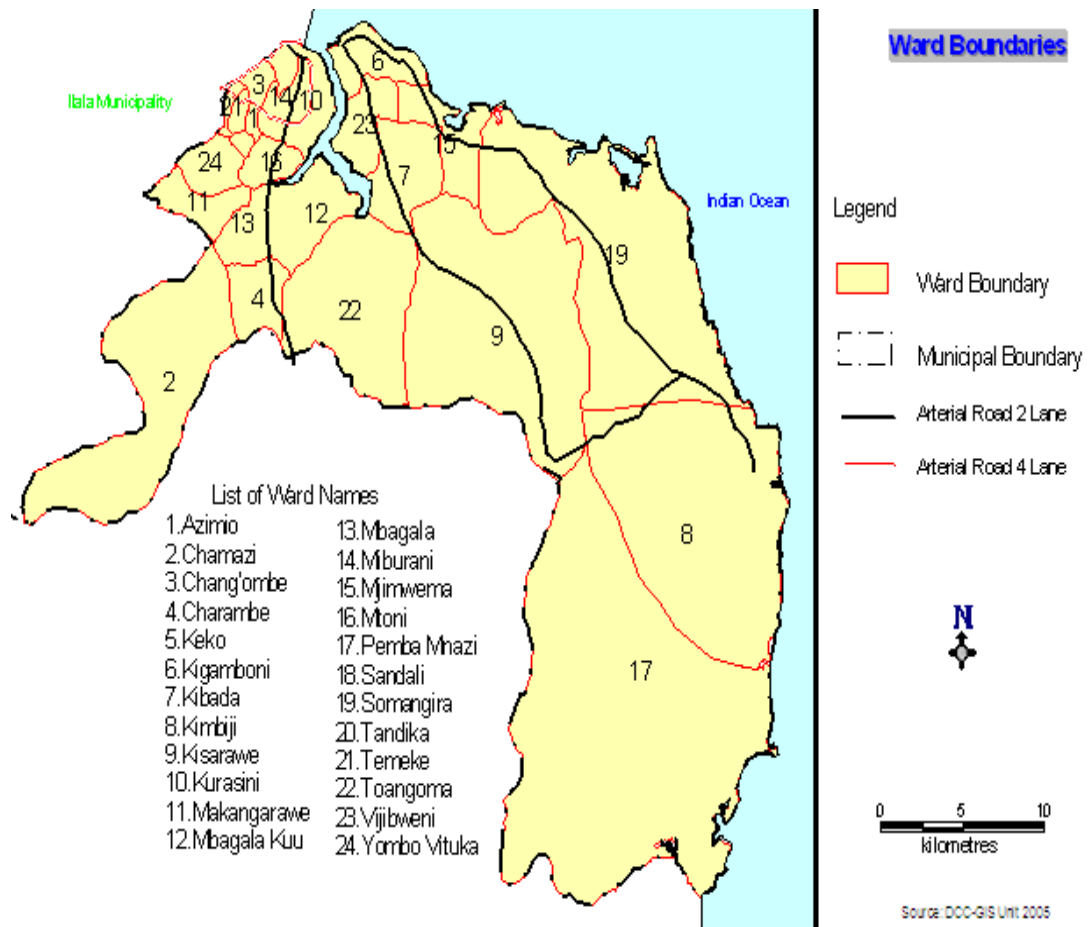 Ward Boundaries
Ilala Municipality
Indian Ocean
6
3
14
10
21
1
23
24
16
15
7
11
13
12
19
4
22
9
2
8
17
Legend
Ward Boundary
Municipal Boundary
Arterial Road 2 Lane
Arterial Road 4 Lane
List of Ward Names
1.Azimio
2.Chamazi
3.Chang'ombe
4.Charambe
5.Keko
6.Kigamboni
7.Kibada
8.Kimbiji
9.Kisarawe
10.Kurasini
11.Makangarawe
12.Mbagala Kuu
13.Mbagala
14.Miburani
15.Mjimwema
16.Mtoni
17.Pemba Mnazi
18.Sandali
19.Somangira
20.Tandika
21.Temeke
22.Toangoma
23.Vijibweni
24.Yombo Vituka
N
0 5 10
kilometres
Source: DCC-GIS Unit 2005